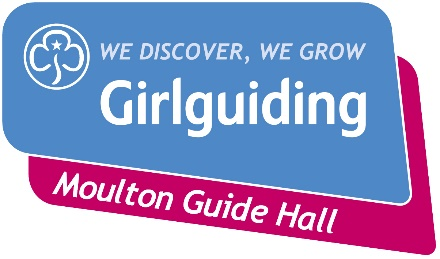 WE DISCOVER, WE GROW
Girlguiding
Moulton Guide Hall